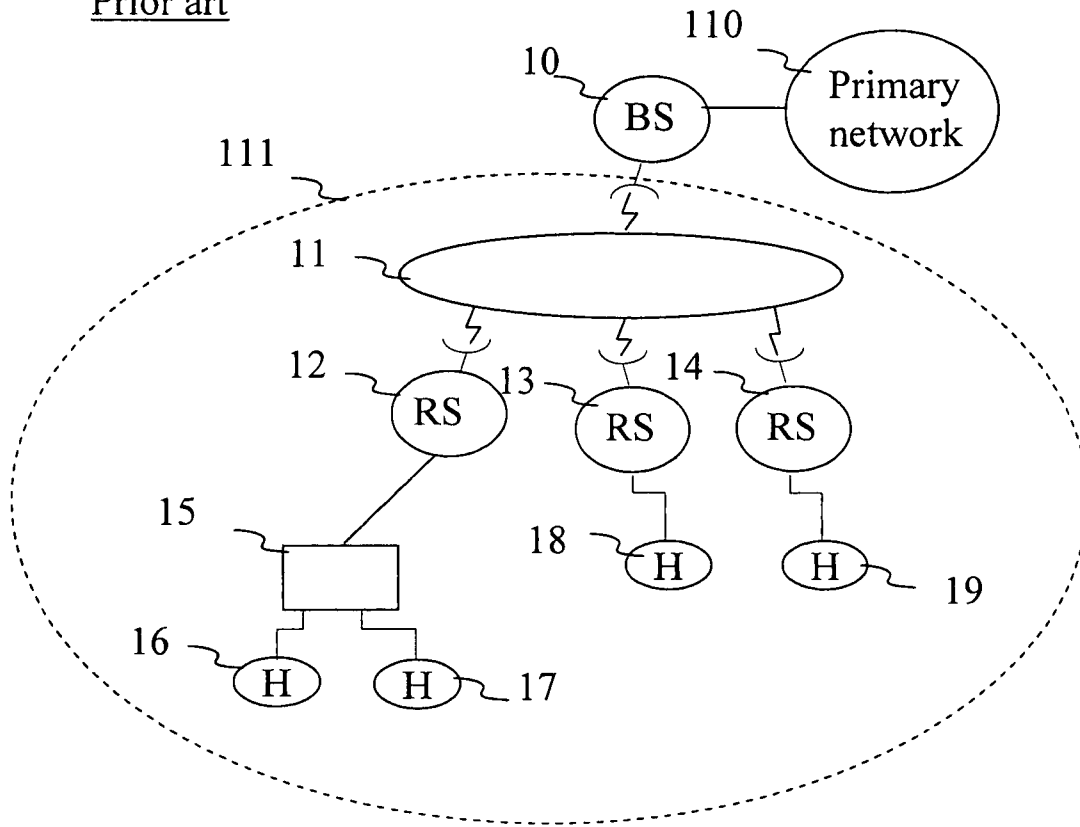 Prior art
110
10
BS
Primary
network
111
11
12
RS
13
RS
14
RS
15
18
H
H
19
16
H
H
17